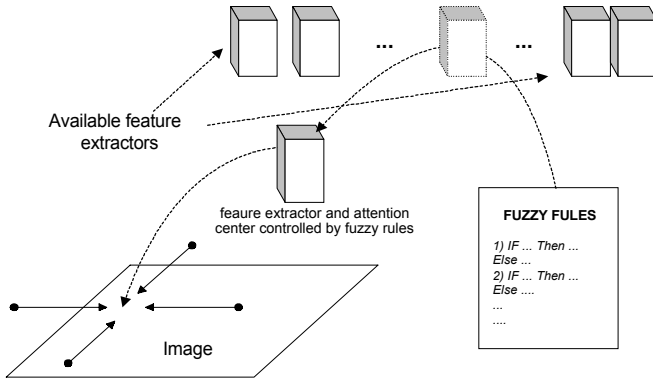 ...
...
Available feature
extractors
feaure extractor and attention
center controlled by fuzzy rules
FUZZY FULES
1) IF ... Then ...
Else ...
2) IF ... Then ...
Else ....
...
....
Image